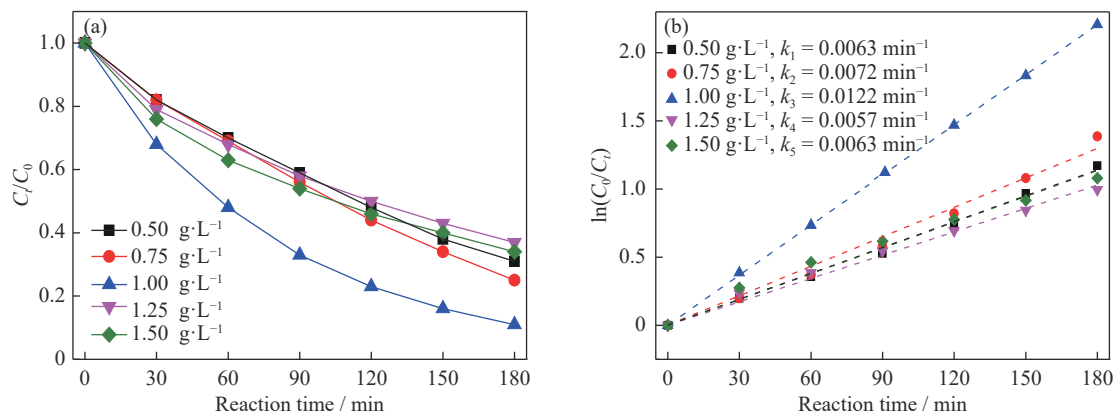 (a)
1.0
0.8
0.6
0.4
0.2
0
Cₜ/C₀
0.50 g·L⁻¹
0.75 g·L⁻¹
1.00 g·L⁻¹
1.25 g·L⁻¹
1.50 g·L⁻¹
0 30 60 90 120 150 180
Reaction time / min
(b)
2.0
1.5
1.0
0.5
0
ln(C₀/Cₜ)
0.50 g·L⁻¹, k₁ = 0.0063 min⁻¹
0.75 g·L⁻¹, k₂ = 0.0072 min⁻¹
1.00 g·L⁻¹, k₃ = 0.0122 min⁻¹
1.25 g·L⁻¹, k₄ = 0.0057 min⁻¹
1.50 g·L⁻¹, k₅ = 0.0063 min⁻¹
0 30 60 90 120 150 180
Reaction time / min